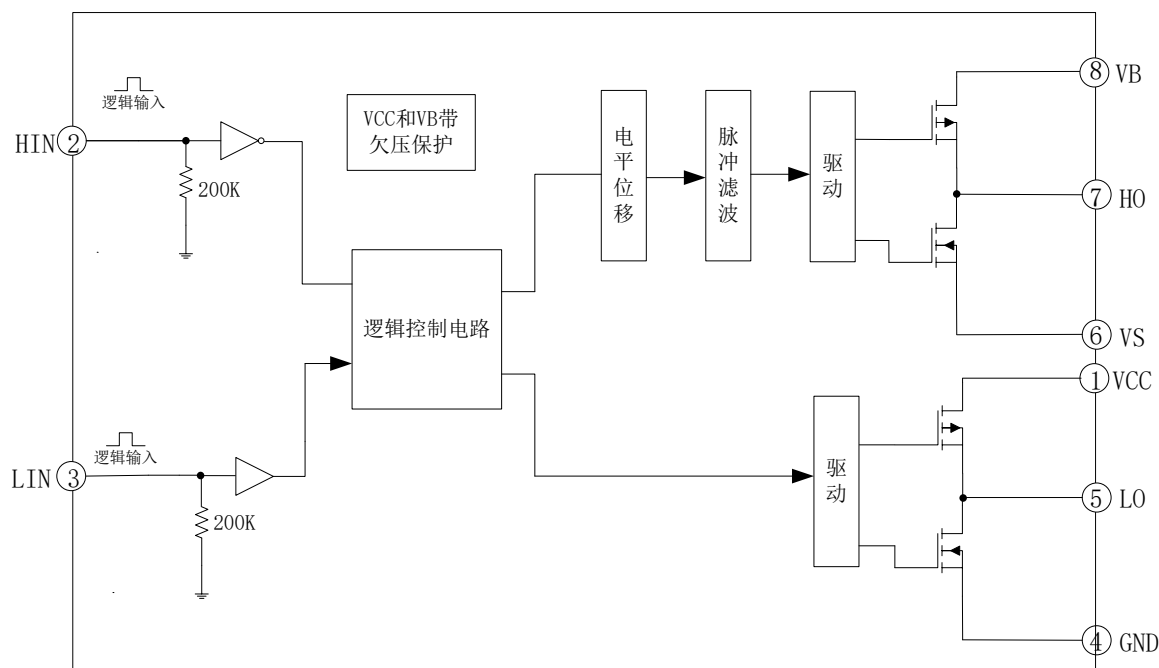 逻辑输入
HIN
2
200K
VCC和VB带
欠压保护
电平位移
脉冲滤波
驱动
8
VB
7
HO
6
VS
逻辑控制电路
1
VCC
逻辑输入
LIN
3
200K
驱动
5
LO
4
GND